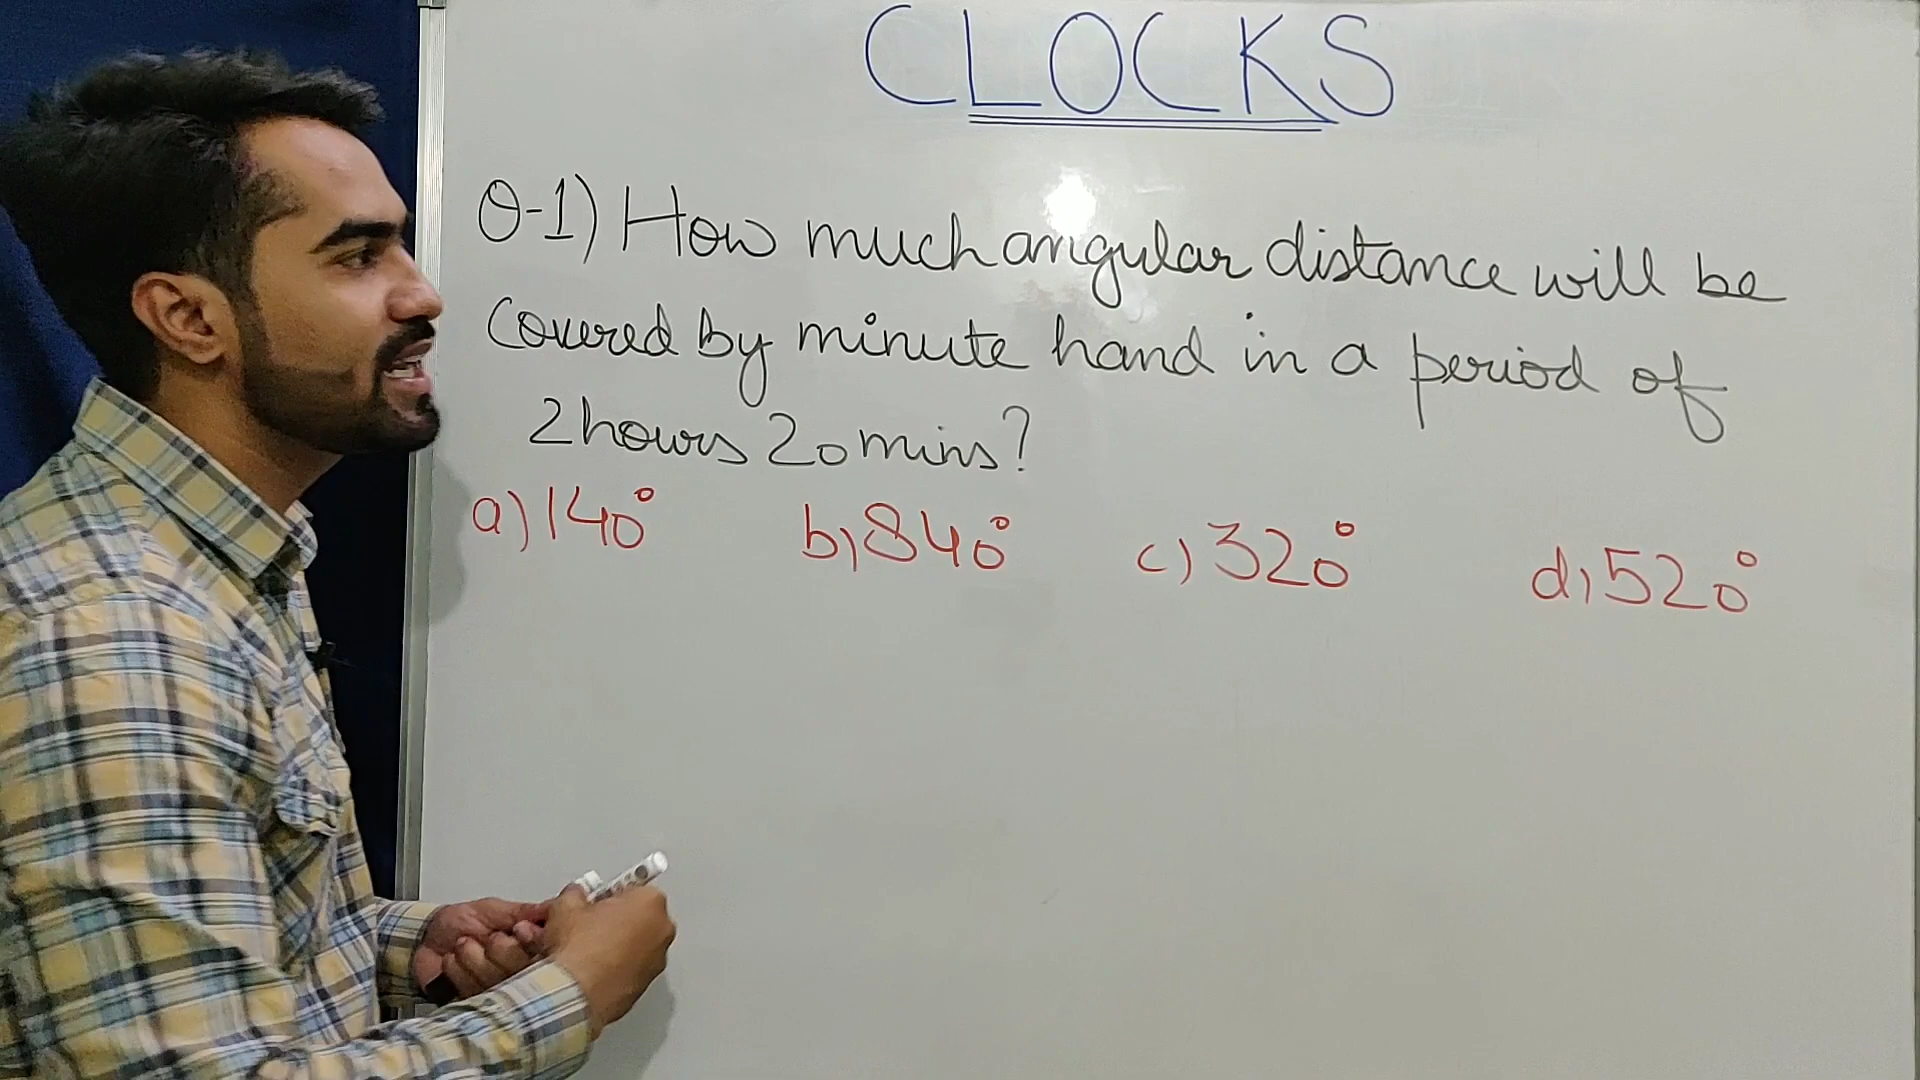 CLOCKS
Q-1) How much angular distance will be
covered by minute hand in a period of
2 hours 20 mins?
a) 140° b) 840° c) 320° d) 520°